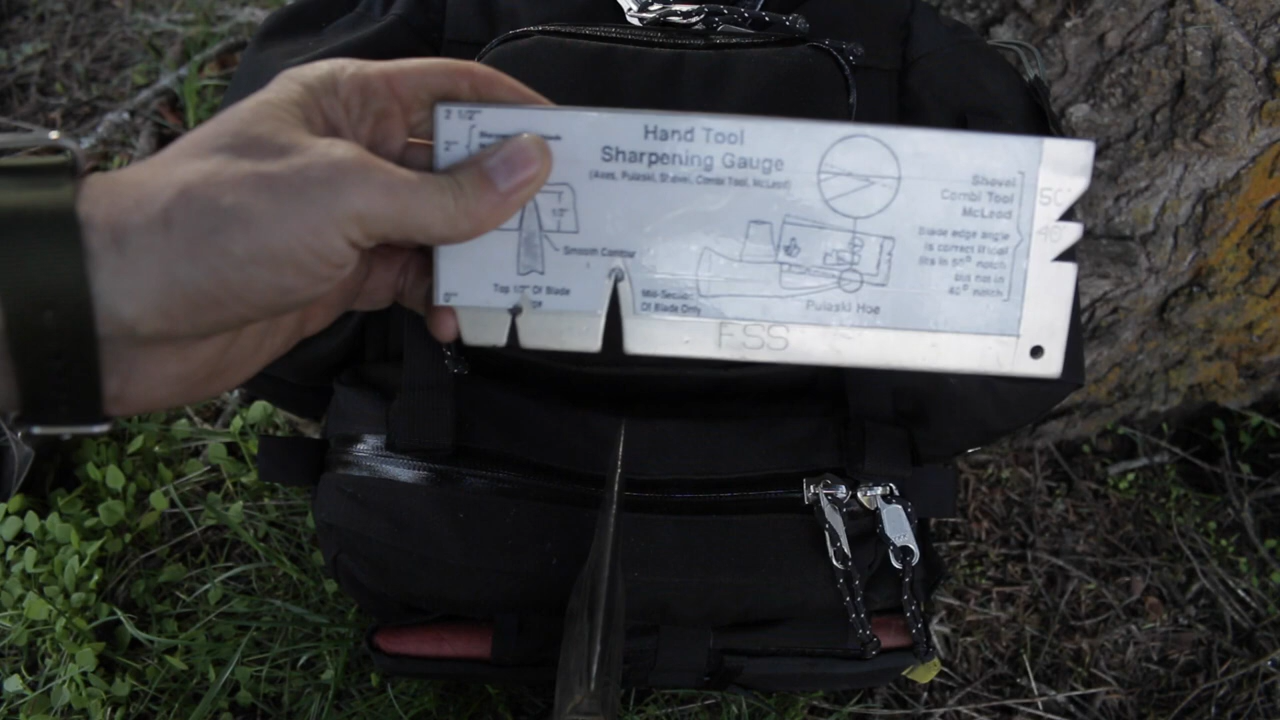 2 1/2"
Hand Tool
2"
Sharpening Gauge
(Axes, Pulaski, Shovel, Combi Tool, McLeod)
Shovel
Combi Tool
McLeod
50°
40°
Blade edge angle
is correct if tool
fits in 50° notch
but not in
40° notch
1/2"
Smooth Contour
Top 1/2" Of Blade
Mid-Section
Of Blade Only
Pulaski Hoe
0"
FSS